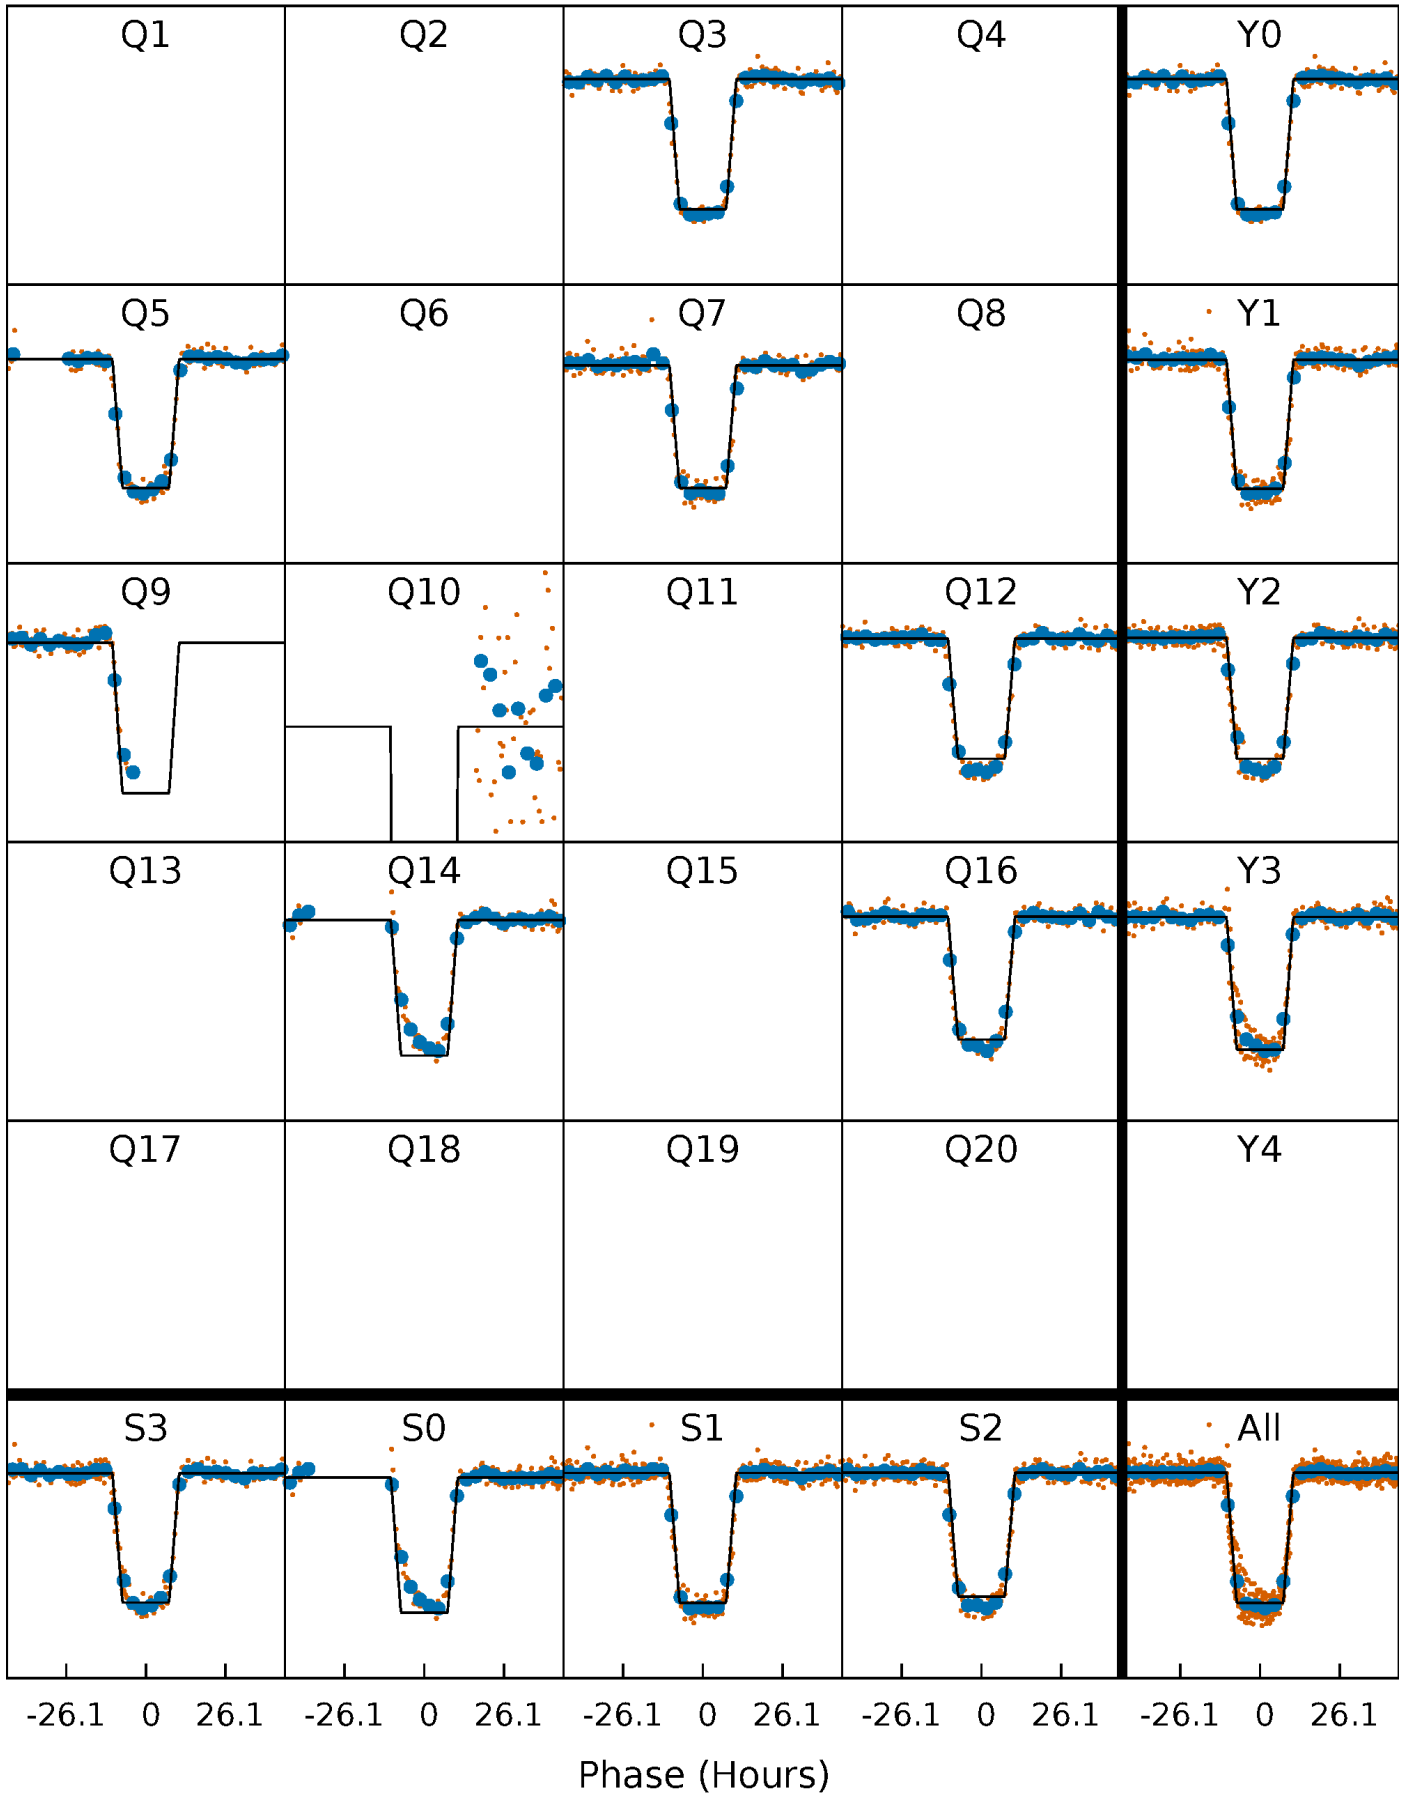 Q1 Q2 Q3 Q4 Y0
Q5 Q6 Q7 Q8 Y1
Q9 Q10 Q11 Q12 Y2
Q13 Q14 Q15 Q16 Y3
Q17 Q18 Q19 Q20 Y4
S3 S0 S1 S2 All
-26.1 0 26.1 -26.1 0 26.1 -26.1 0 26.1 -26.1 0 26.1 -26.1 0 26.1
Phase (Hours)